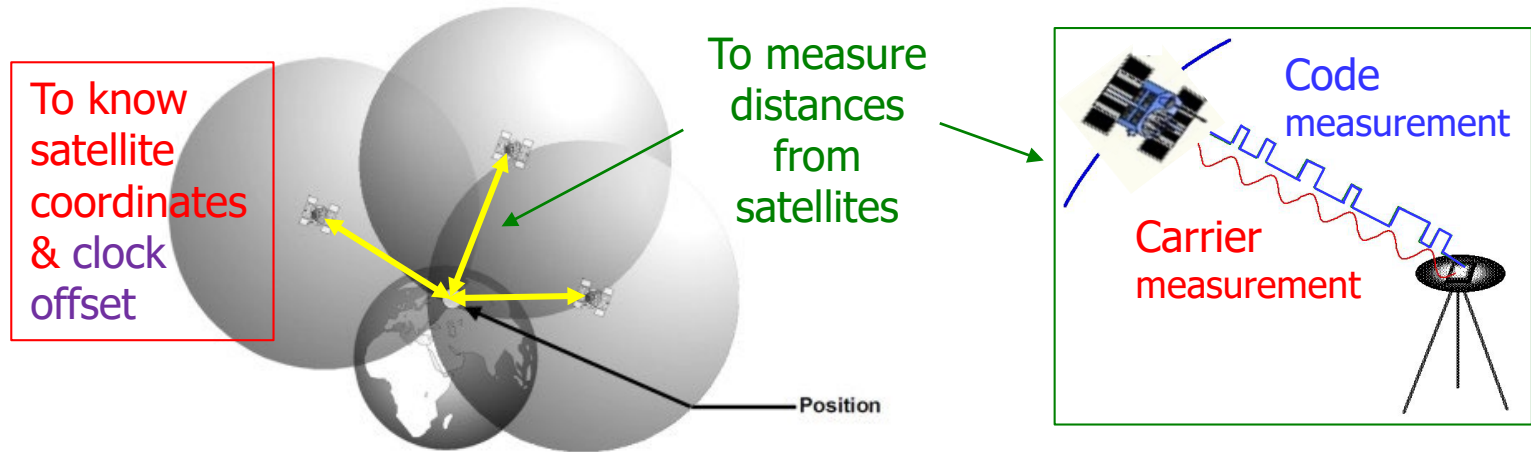 To know
satellite
coordinates
& clock
offset
To measure
distances
from
satellites
Position
Code
measurement
Carrier
measurement